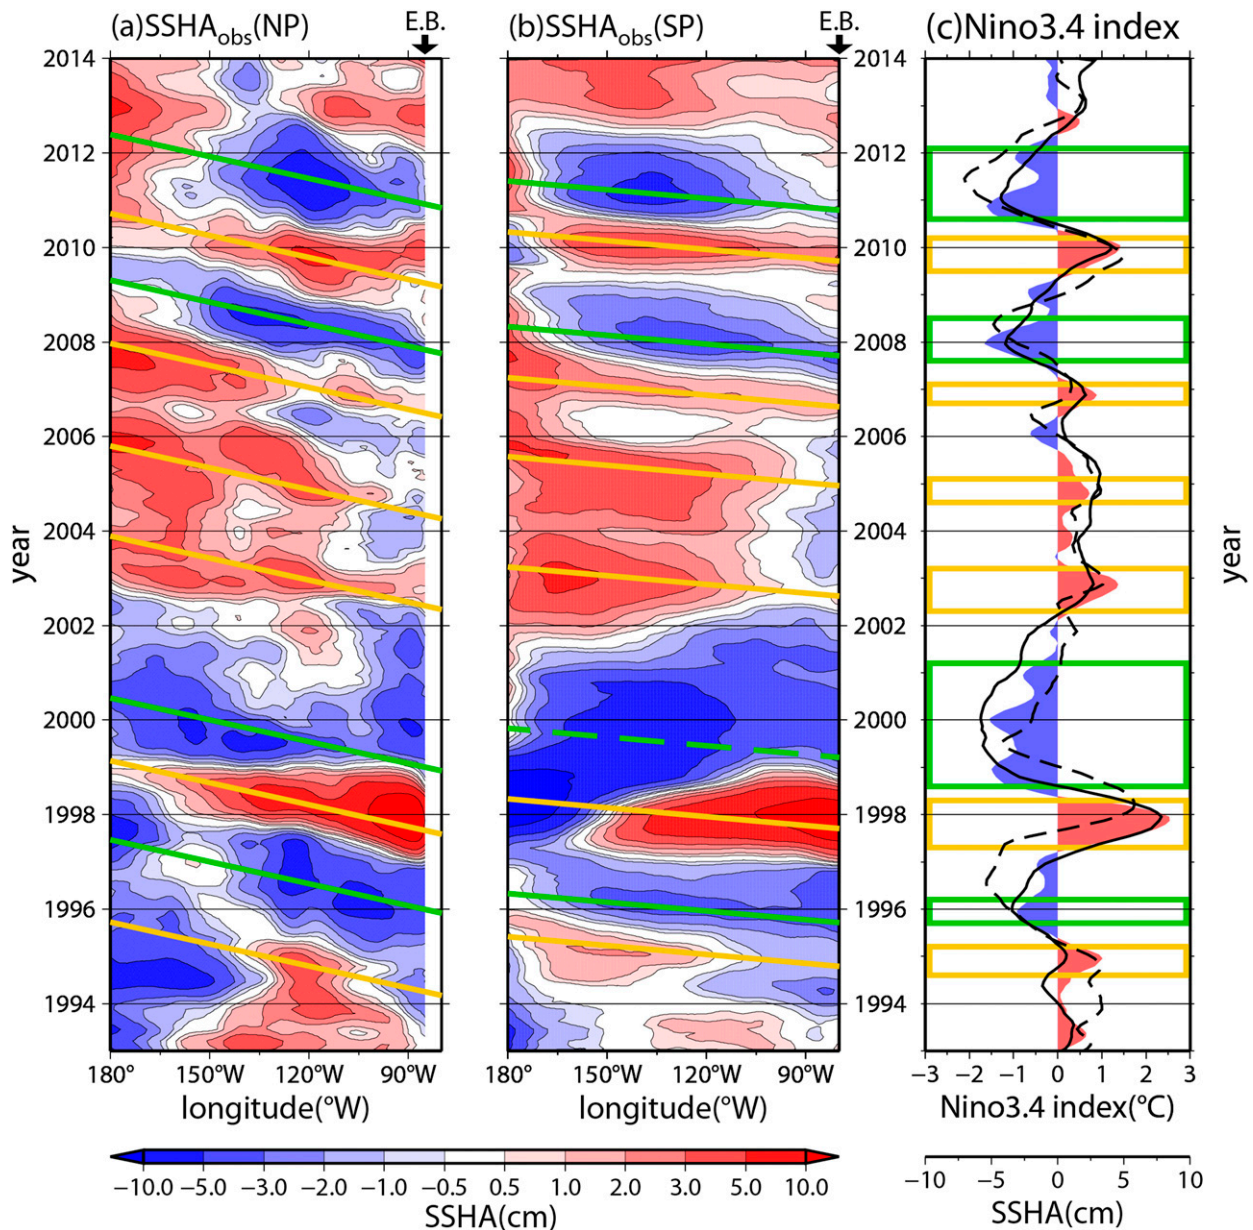 (a)SSHAobs(NP) E.B. (b)SSHAobs(SP) E.B. (c)Nino3.4 index
2014 2014
2012 2012
2010 2010
2008 2008
2006 2006
2004 2004
year year
2002 2002
2000 2000
1998 1998
1996 1996
1994 1994
180° 150°W 120°W 90°W 180° 150°W 120°W 90°W −3 −2 −1 0 1 2 3
longitude(°W) longitude(°W) Nino3.4 index(°C)
−10.0 −5.0 −3.0 −2.0 −1.0 −0.5 0.5 1.0 2.0 3.0 5.0 10.0 −10 −5 0 5 10
SSHA(cm) SSHA(cm)